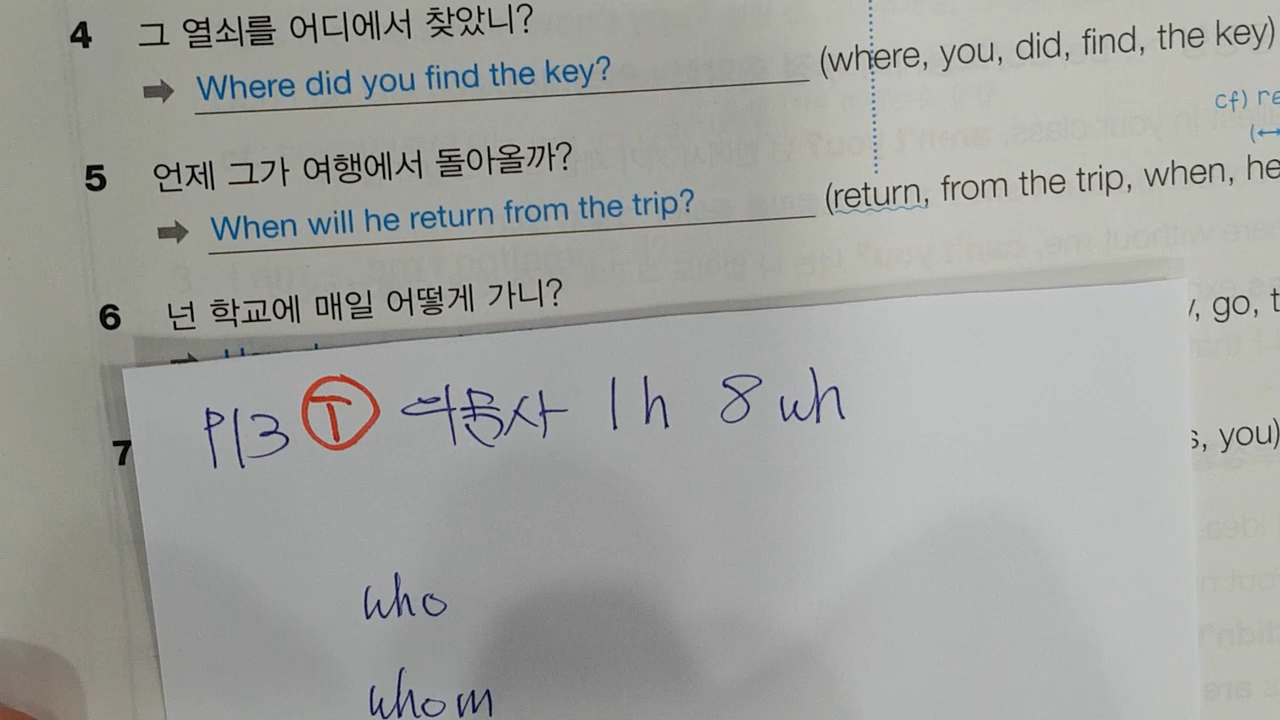 4 그 열쇠를 어디에서 찾았니?
➡ Where did you find the key? (where, you, did, find, the key)
cf) re
(↔
5 언제 그가 여행에서 돌아올까?
➡ When will he return from the trip? (return, from the trip, when, he
6 넌 학교에 매일 어떻게 가니?
, go, t
7
s, you)
P13 Ⓣ 의문사 1h 8wh
who
whom